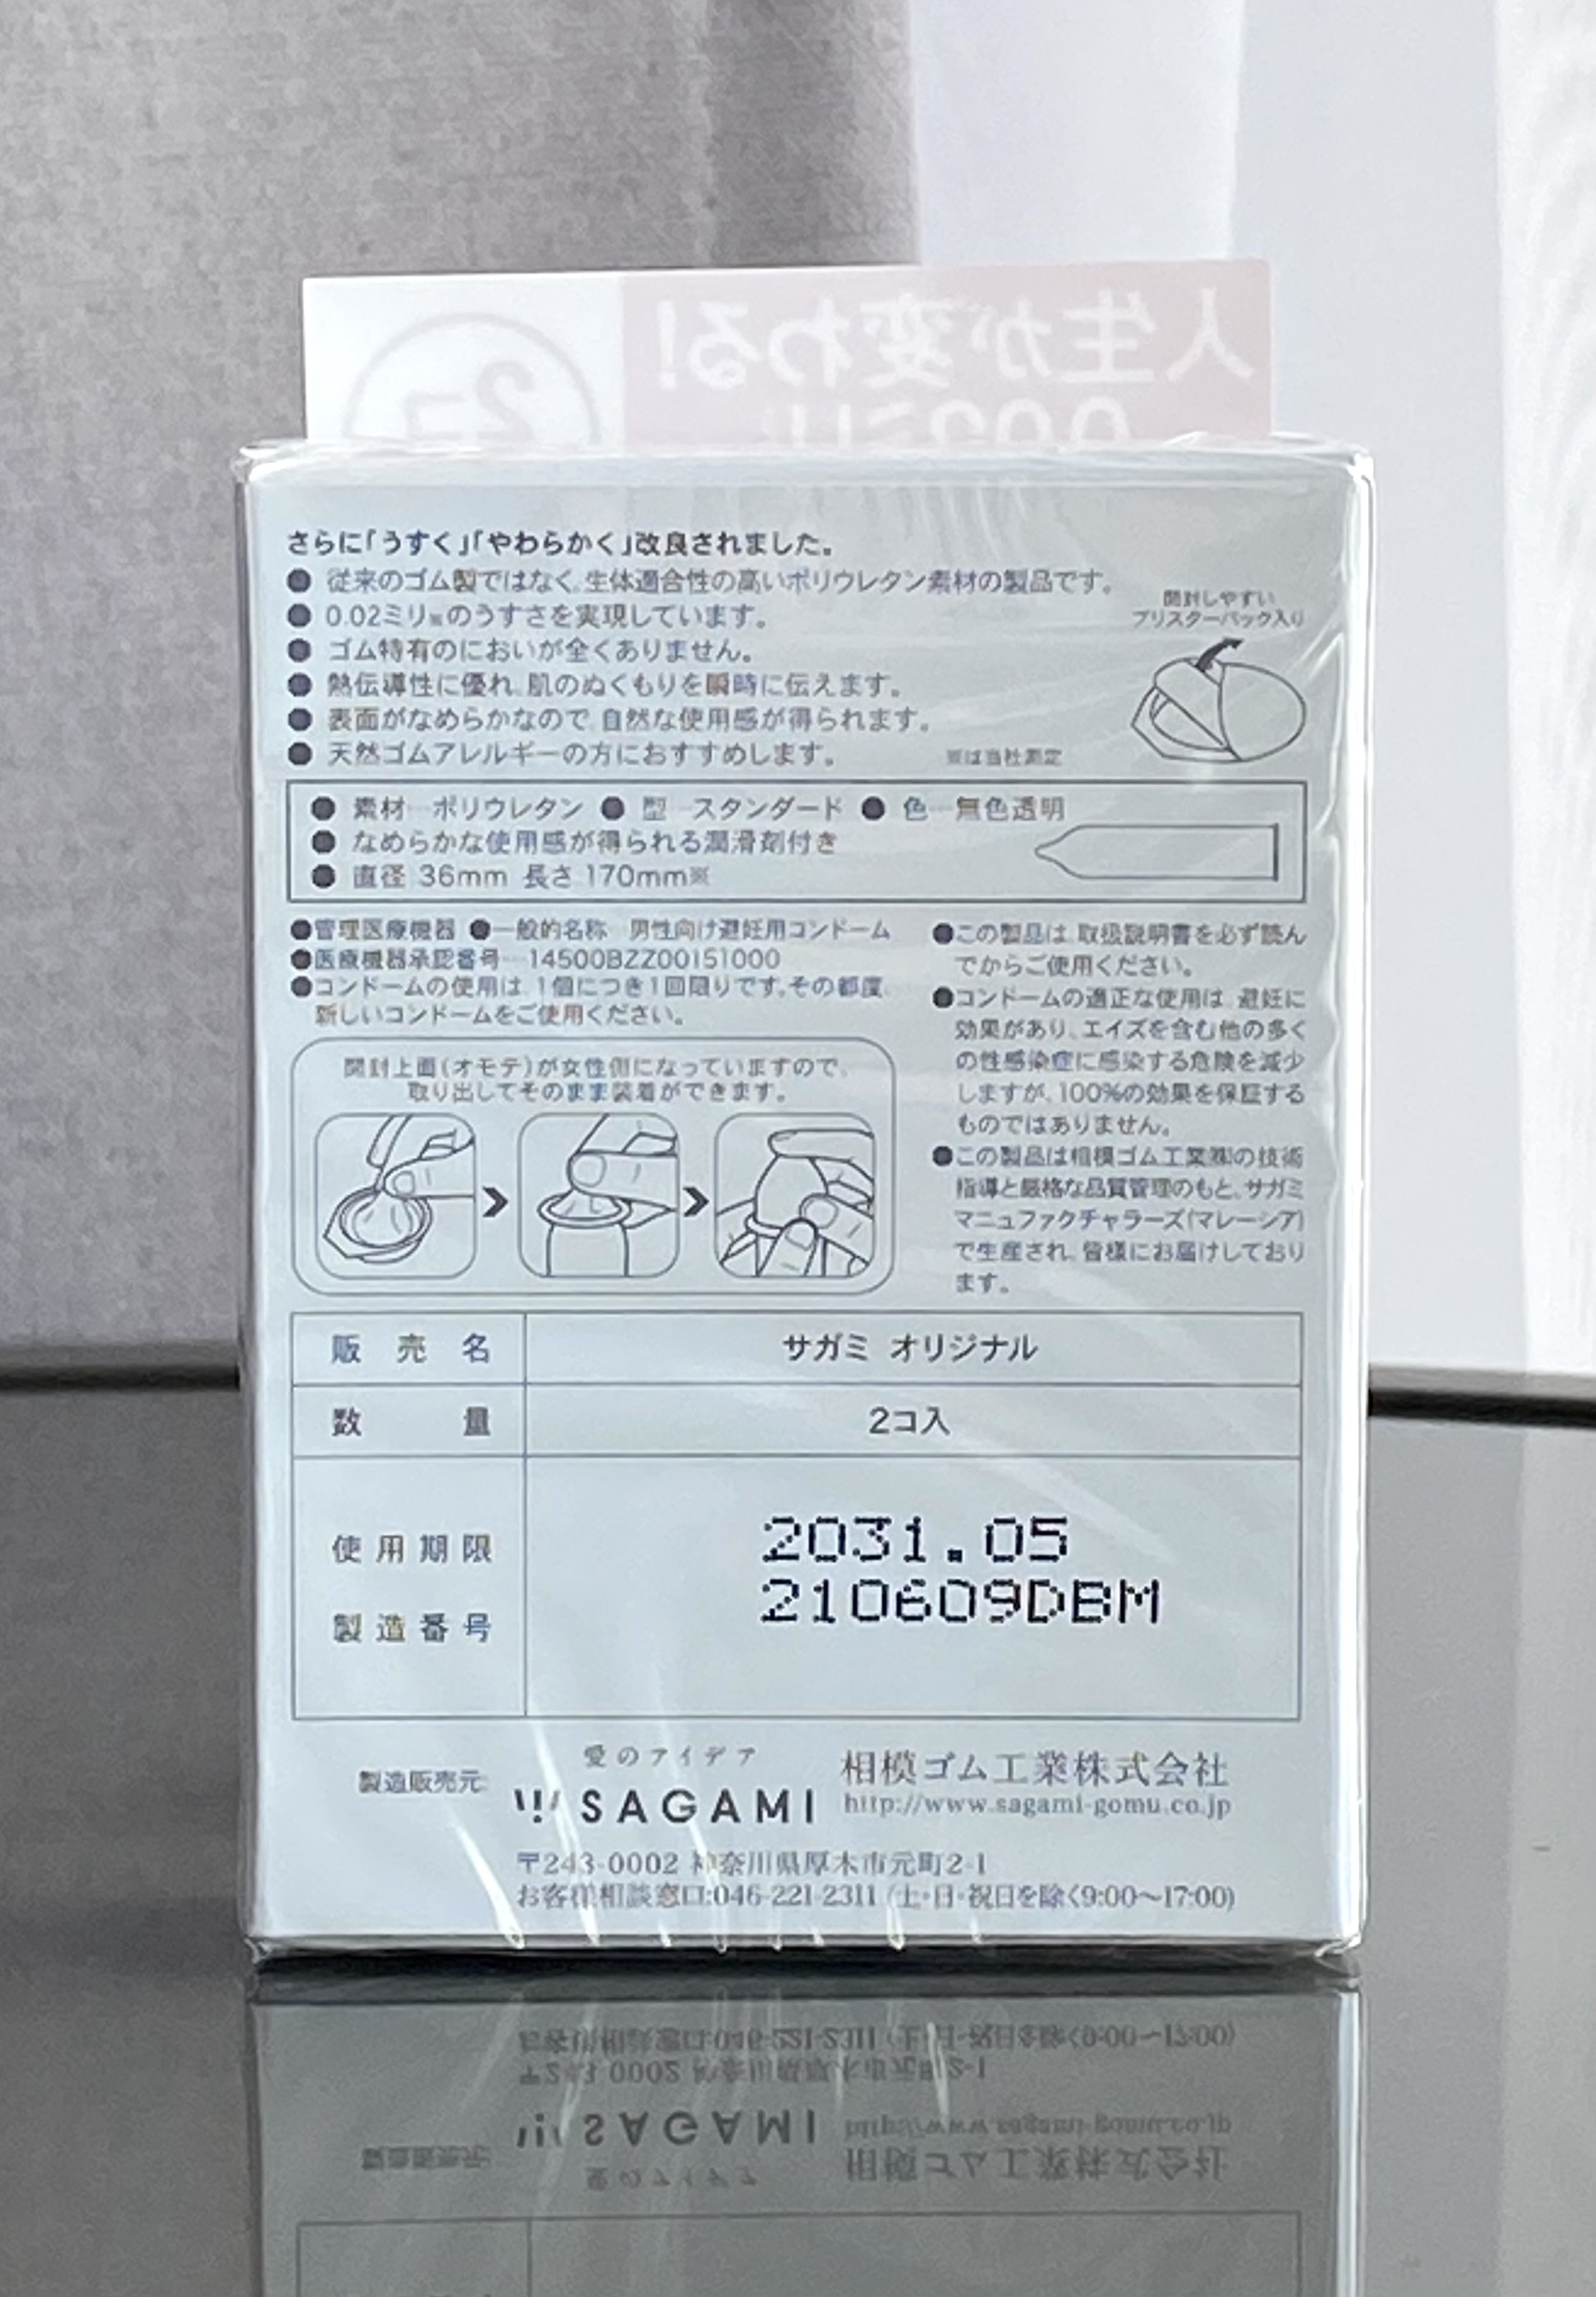 人生が変わる!
0.02ミリ
2コ
さらに「うすく」「やわらかく」改良されました。
● 従来のゴム製ではなく、生体適合性の高いポリウレタン素材の製品です。
● 0.02ミリ※のうすさを実現しています。
● ゴム特有のにおいが全くありません。
● 熱伝導性に優れ、肌のぬくもりを瞬時に伝えます。
● 表面がなめらかなので、自然な使用感が得られます。
● 天然ゴムアレルギーの方におすすめします。
※は当社測定
開封しやすい
ブリスターパック入り
● 素材…ポリウレタン ● 型…スタンダード ● 色…無色透明
● なめらかな使用感が得られる潤滑剤付き
● 直径 36mm 長さ 170mm※
●管理医療機器 ●一般的名称…男性向け避妊用コンドーム
●医療機器承認番号…14500BZZ00151000
●コンドームの使用は、1個につき1回限りです。その都度、
新しいコンドームをご使用ください。
開封上面(オモテ)が女性側になっていますので、
取り出してそのまま装着ができます。
●この製品は、取扱説明書を必ず読ん
でからご使用ください。
●コンドームの適正な使用は、避妊に
効果があり、エイズを含む他の多く
の性感染症に感染する危険を減少
しますが、100%の効果を保証する
ものではありません。
●この製品は相模ゴム工業㈱の技術
指導と厳格な品質管理のもと、サガミ
マニュファクチャラーズ(マレーシア)
で生産され、皆様にお届けしており
ます。
販売名 サガミ オリジナル
数量 2コ入
使用期限 2031.05
製造番号 210609DBM
製造販売元
愛のアイデア
SAGAMI
相模ゴム工業株式会社
http://www.sagami-gomu.co.jp
〒243-0002 神奈川県厚木市元町2-1
お客様相談窓口:046-221-2311 (土・日・祝日を除く9:00〜17:00)